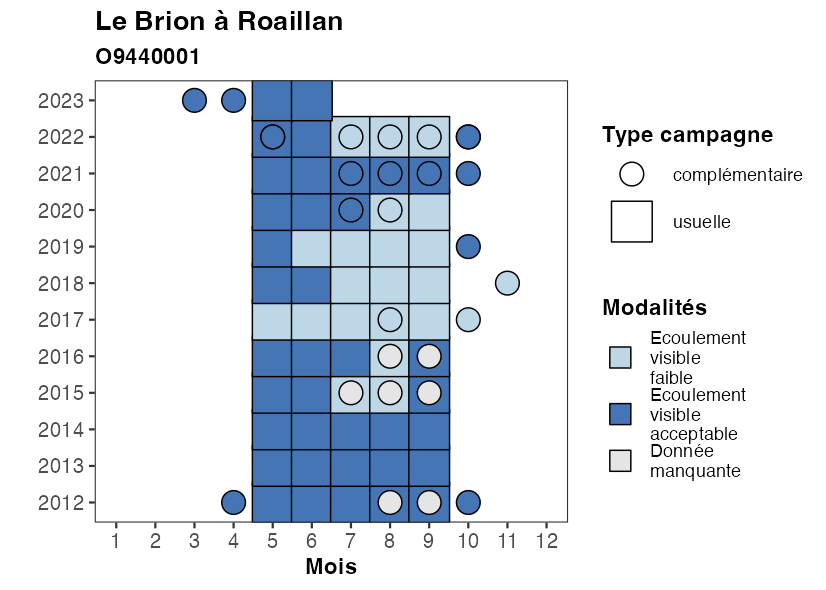 Le Brion à Roaillan
O9440001
2023
2022
2021
2020
2019
2018
2017
2016
2015
2014
2013
2012
1 2 3 4 5 6 7 8 9 10 11 12
Mois
Type campagne
complémentaire
usuelle
Modalités
Ecoulement
visible
faible
Ecoulement
visible
acceptable
Donnée
manquante